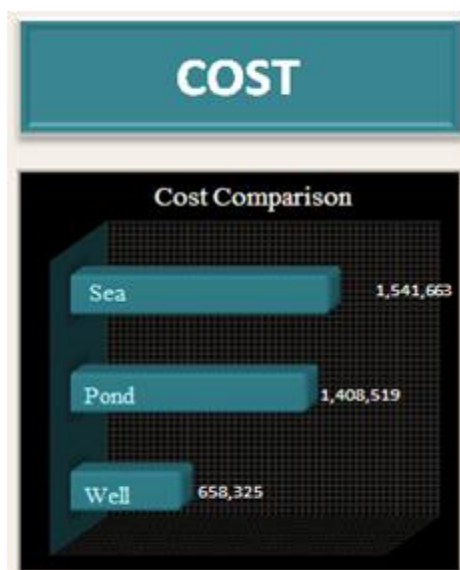 COST
Cost Comparison
Sea 1,541,663
Pond 1,408,519
Well 658,325